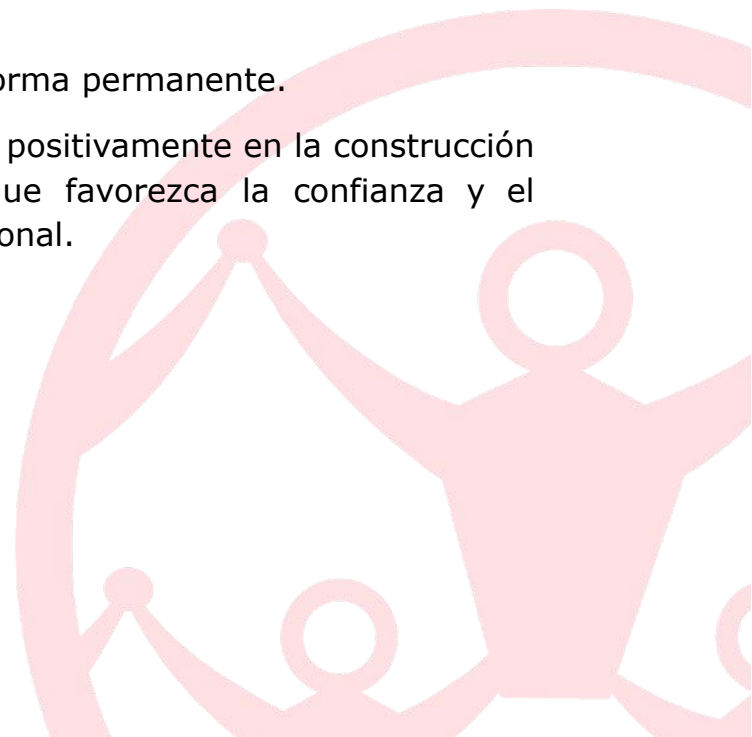 orma permanente.
positivamente en la construcción
ue favorezca la confianza y el
onal.